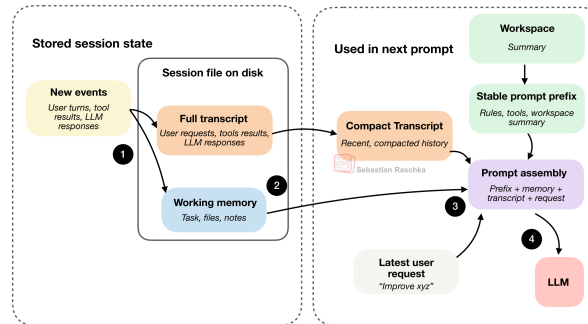 Stored session state
Session file on disk
New events
User turns, tool
results, LLM
responses
Full transcript
User requests, tools results,
LLM responses
Working memory
Task, files, notes
1
2
Used in next prompt
Workspace
Summary
Stable prompt prefix
Rules, tools, workspace
summary
Compact Transcript
Recent, compacted history
Sebastian Raschka
Prompt assembly
Prefix + memory +
transcript + request
3
4
Latest user
request
"Improve xyz"
LLM